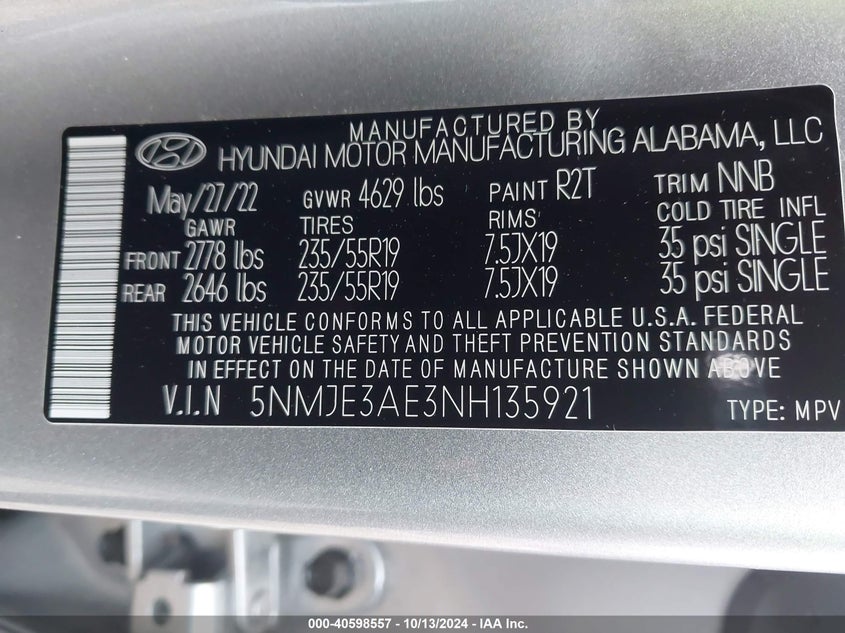 MANUFACTURED BY
HYUNDAI MOTOR MANUFACTURING ALABAMA, LLC
May/27/22 GVWR 4629 lbs PAINT R2T TRIM NNB
GAWR TIRES RIMS COLD TIRE INFL
FRONT 2778 lbs 235/55R19 7.5JX19 35 psi SINGLE
REAR 2646 lbs 235/55R19 7.5JX19 35 psi SINGLE
THIS VEHICLE CONFORMS TO ALL APPLICABLE U.S.A. FEDERAL
MOTOR VEHICLE SAFETY AND THEFT PREVENTION STANDARDS
IN EFFECT ON THE DATE OF MANUFACTURE SHOWN ABOVE
V.I.N 5NMJE3AE3NH135921 TYPE: MPV
000-40598557 - 10/13/2024 - IAA Inc.